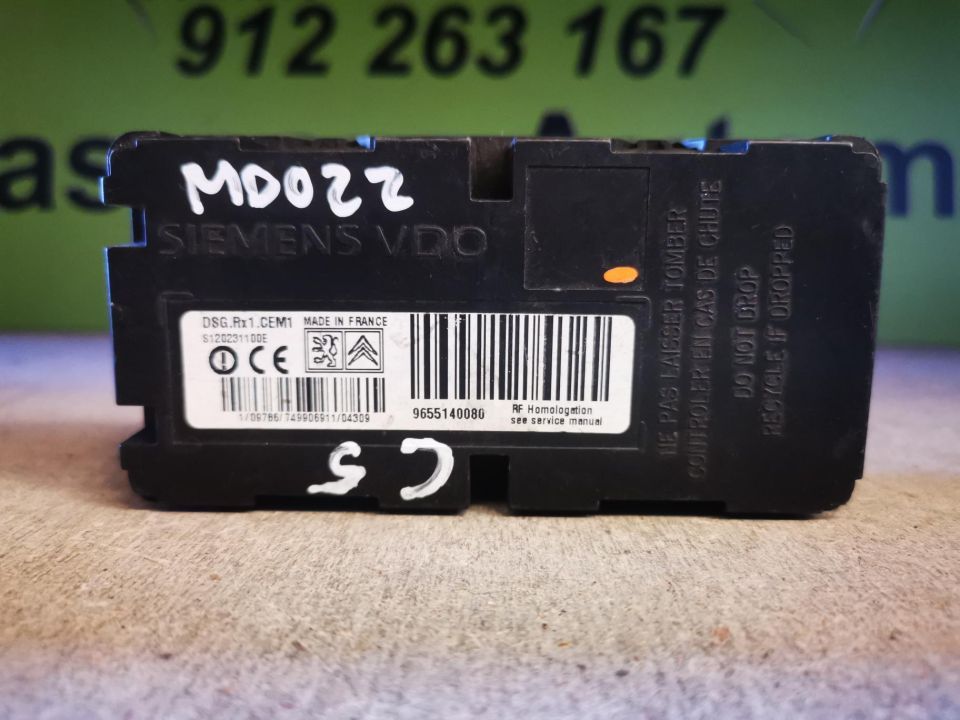 912 263 167
MD022
SIEMENS VDO
DSG.Rx1.CEM1 MADE IN FRANCE
S120231100E
CE
1/09786/749906911/04309
9655140080
RF Homologation
see service manual
NE PAS LAISSER TOMBER
CONTROLER EN CAS DE CHUTE
DO NOT DROP
RECYCLE IF DROPPED
C5